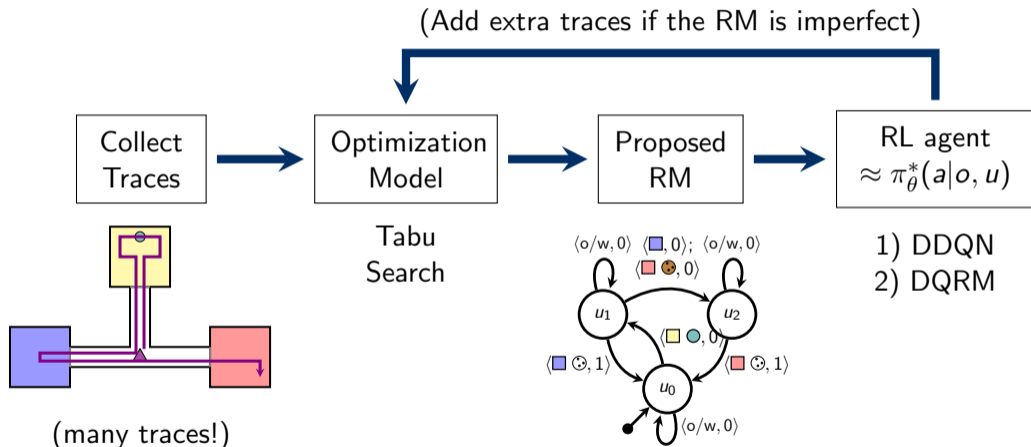 (Add extra traces if the RM is imperfect)
Collect
Traces
Optimization
Model
Proposed
RM
RL agent
≈ π*θ(a|o, u)
Tabu
Search
1) DDQN
2) DQRM
⟨o/w, 0⟩
⟨ , 0⟩;
⟨o/w, 0⟩
⟨ , 0⟩
u1
u2
⟨ , 0⟩
⟨ , 1⟩
⟨ , 1⟩
u0
⟨o/w, 0⟩
(many traces!)